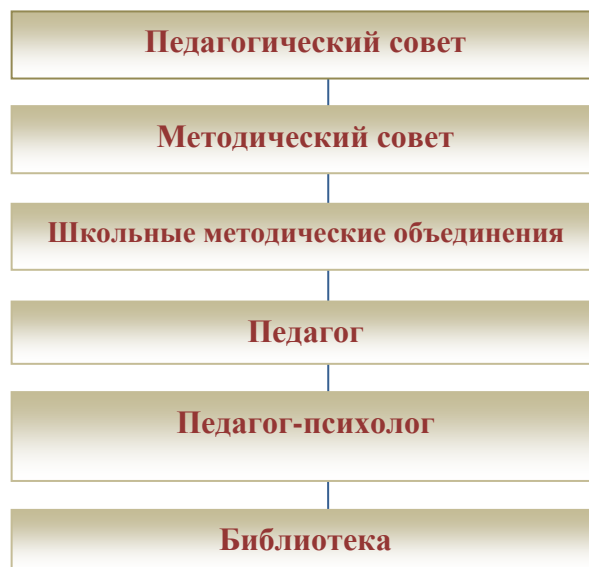 Педагогический совет
Методический совет
Школьные методические объединения
Педагог
Педагог-психолог
Библиотека